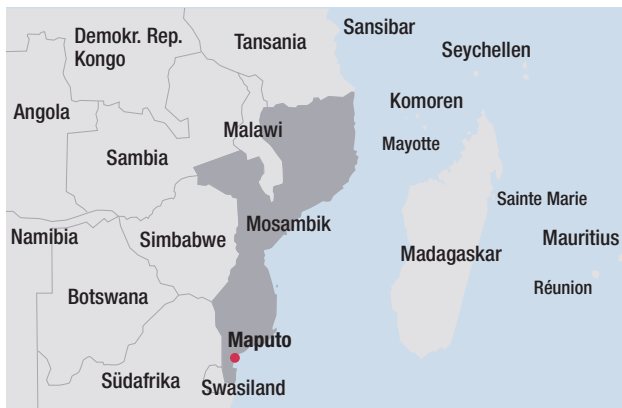 Demokr. Rep.
Kongo
Tansania
Sansibar
Seychellen
Angola
Komoren
Malawi
Mayotte
Sambia
Sainte Marie
Namibia
Simbabwe
Mosambik
Madagaskar
Mauritius
Botswana
Réunion
Maputo
Südafrika
Swasiland